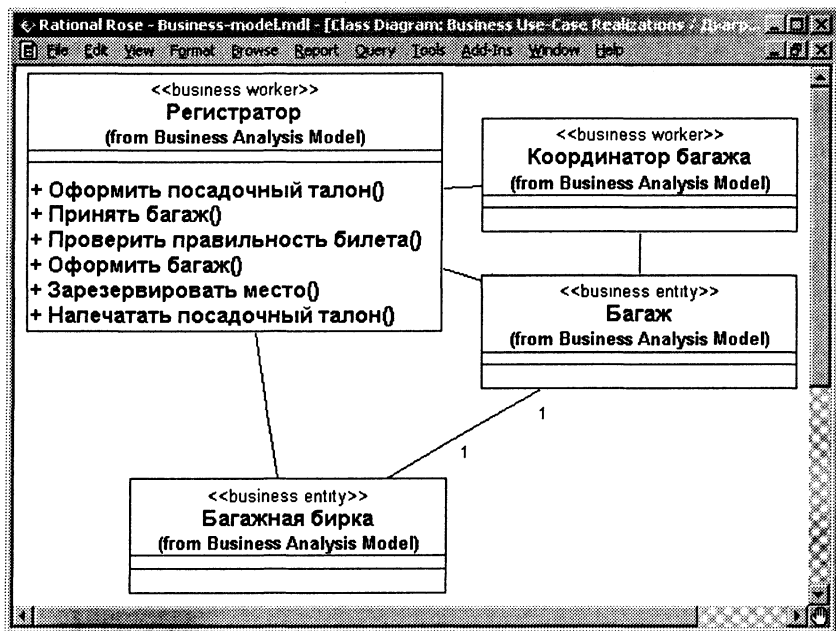 Rational Rose - Business-model.mdl - [Class Diagram: Business Use-Case Realizations / Диагр...
File Edit View Format Browse Report Query Tools Add-Ins Window Help
<<business worker>>
Регистратор
(from Business Analysis Model)
+ Оформить посадочный талон()
+ Принять багаж()
+ Проверить правильность билета()
+ Оформить багаж()
+ Зарезервировать место()
+ Напечатать посадочный талон()
<<business worker>>
Координатор багажа
(from Business Analysis Model)
<<business entity>>
Багаж
(from Business Analysis Model)
1
1
<<business entity>>
Багажная бирка
(from Business Analysis Model)